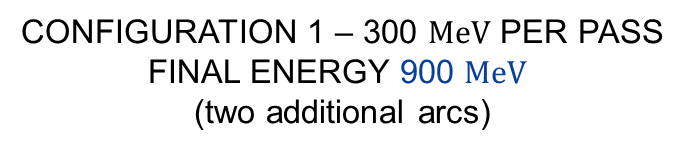 CONFIGURATION 1 – 300 MeV PER PASS
FINAL ENERGY 900 MeV
(two additional arcs)